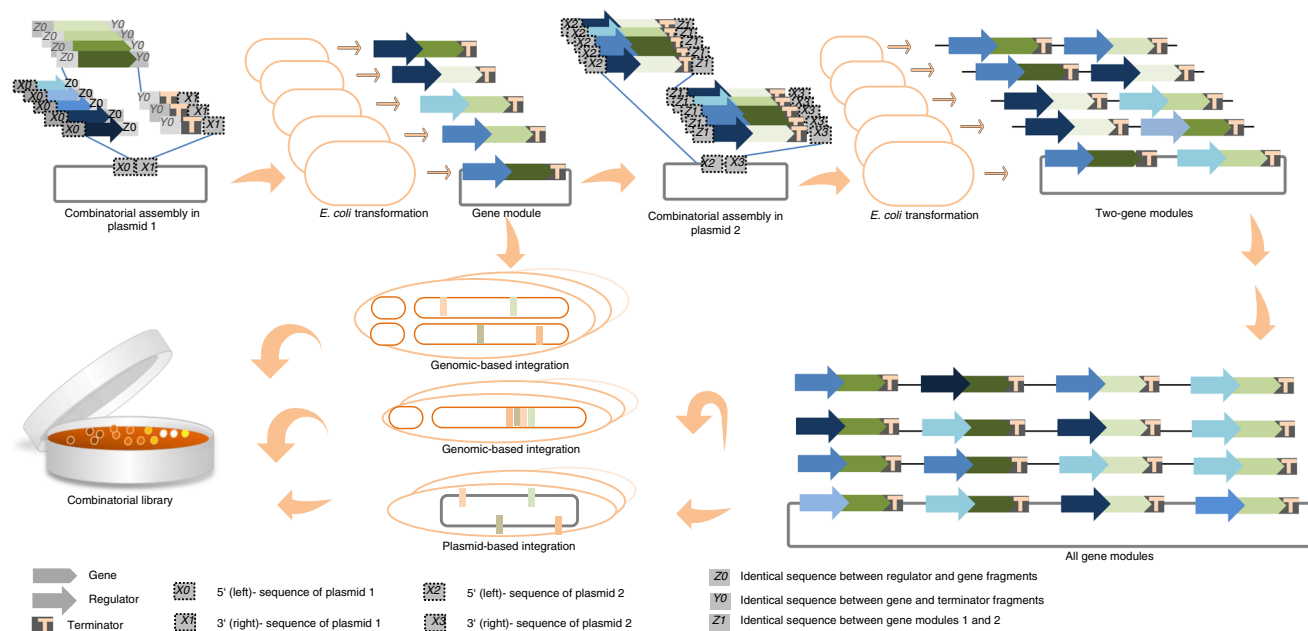 Z0 Y0
Z0 Y0
Z0 Y0
Z0 Y0
X0 Z0
X0 Z0
X0 Z0
X0 Z0
Y0 T X1
Y0 T X1
Y0 T X1
X0 X1
Combinatorial assembly in
plasmid 1
E. coli transformation
T
T
T
T
T
Gene module
X2 Z1
X2 Z1
X2 Z1
X2 Z1
X2 Z1
Z1 X3
Z1 X3
Z1 X3
Z1 X3
Z1 X3
X2 X3
Combinatorial assembly in
plasmid 2
E. coli transformation
T T
T T
T T
T T
T T
Two-gene modules
Genomic-based integration
Genomic-based integration
Plasmid-based integration
Combinatorial library
T T T T
T T T T
T T T T
T T T T
All gene modules
Gene
Regulator
T Terminator
X0 5' (left)- sequence of plasmid 1
X1 3' (right)- sequence of plasmid 1
X2 5' (left)- sequence of plasmid 2
X3 3' (right)- sequence of plasmid 2
Z0 Identical sequence between regulator and gene fragments
Y0 Identical sequence between gene and terminator fragments
Z1 Identical sequence between gene modules 1 and 2